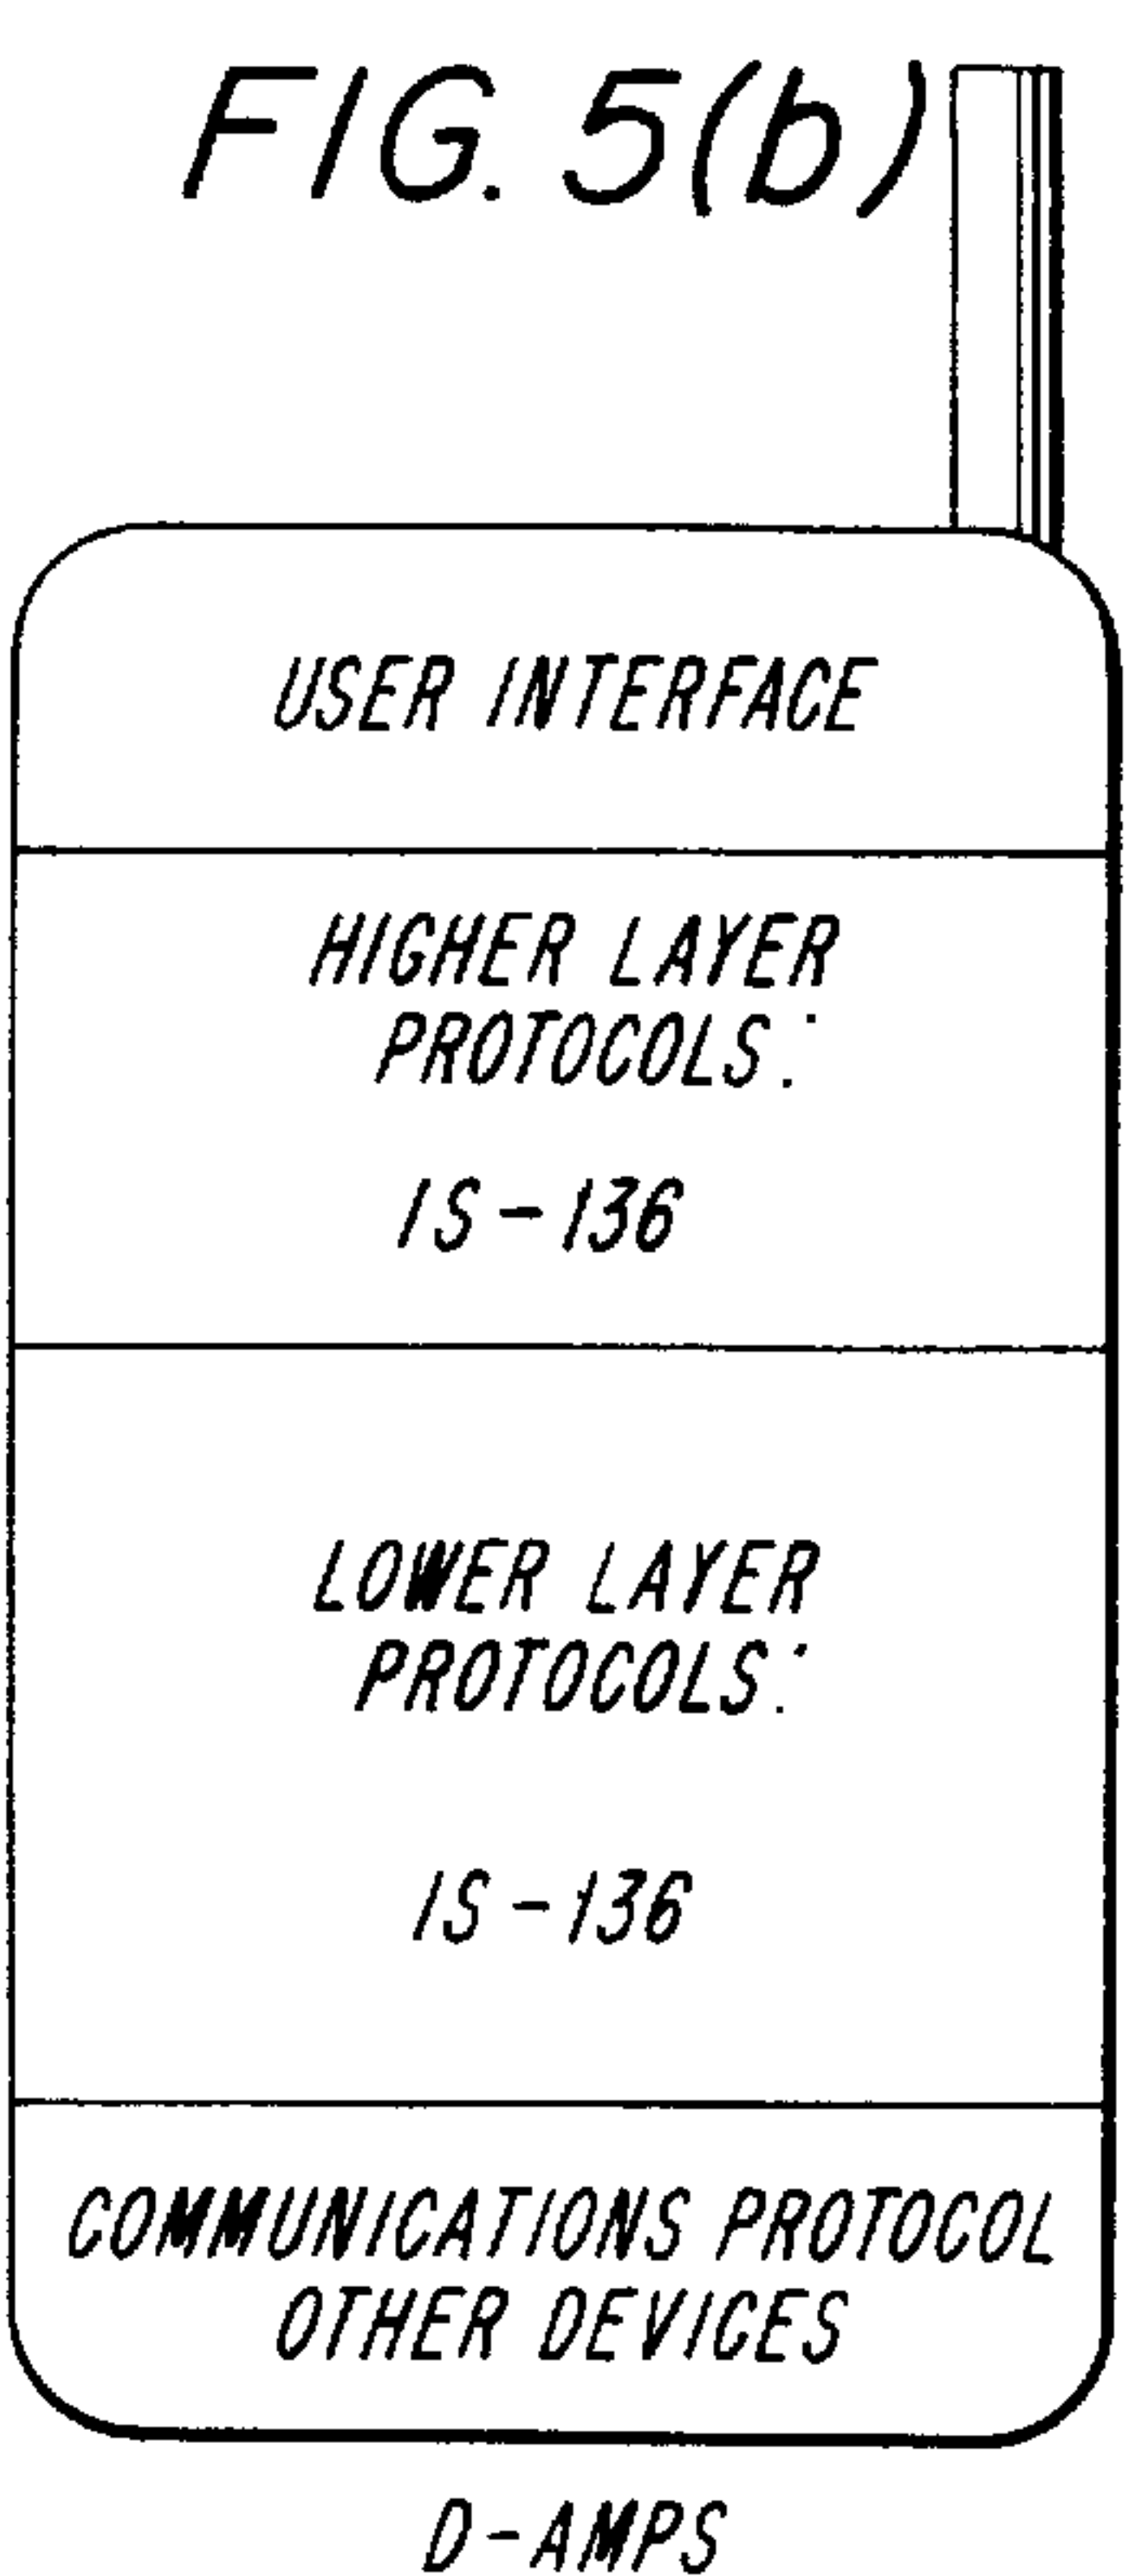 FIG. 5(b)
USER INTERFACE
HIGHER LAYER
PROTOCOLS:
IS-136
LOWER LAYER
PROTOCOLS:
IS-136
COMMUNICATIONS PROTOCOL
OTHER DEVICES
D-AMPS